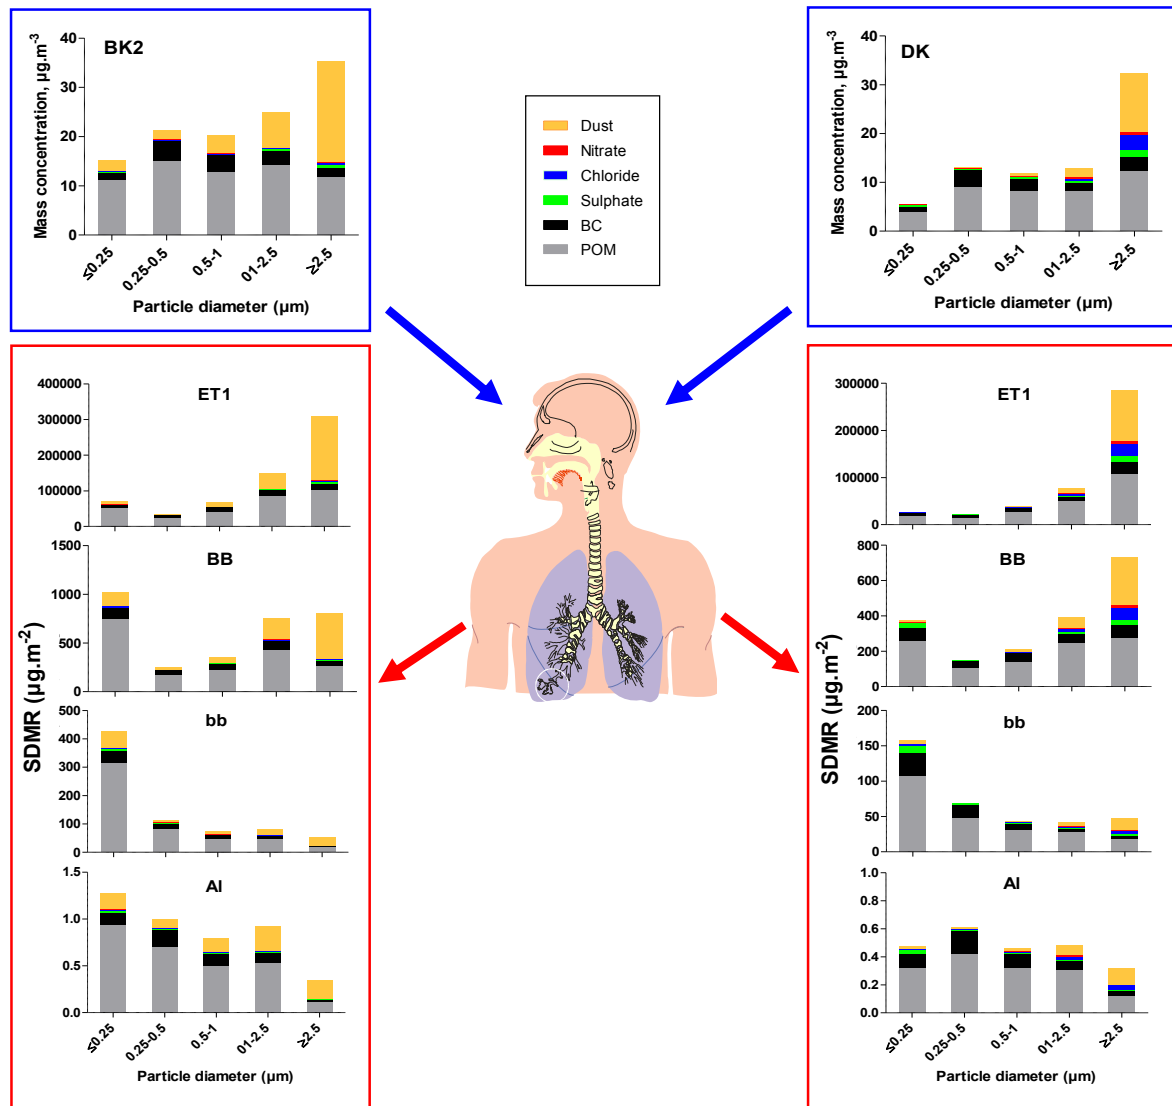 BK2
Mass concentration, µg.m-3
40
30
20
10
0
≤0.25
0.25-0.5
0.5-1
01-2.5
≥2.5
Particle diameter (µm)
Dust
Nitrate
Chloride
Sulphate
BC
POM
DK
Mass concentration, µg.m-3
40
30
20
10
0
≤0.25
0.25-0.5
0.5-1
01-2.5
≥2.5
Particle diameter (µm)
SDMR (µg.m-2)
ET1
400000
300000
200000
100000
0
BB
1500
1000
500
0
bb
500
400
300
200
100
0
Al
1.5
1.0
0.5
0.0
≤0.25
0.25-0.5
0.5-1
01-2.5
≥2.5
Particle diameter (µm)
SDMR (µg.m-2)
ET1
300000
200000
100000
0
BB
800
600
400
200
0
bb
200
150
100
50
0
Al
1.0
0.8
0.6
0.4
0.2
0.0
≤0.25
0.25-0.5
0.5-1
01-2.5
≥2.5
Particle diameter (µm)